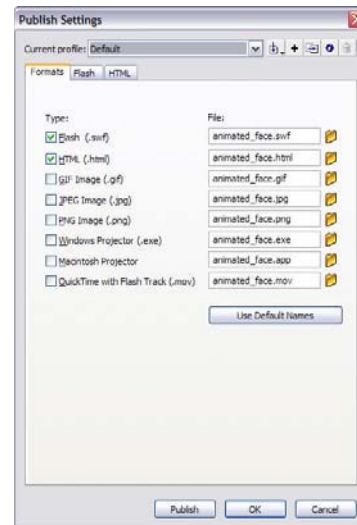 Publish Settings
Current profile: Default
Formats Flash HTML
Type: File:
Flash (.swf) animated_face.swf
HTML (.html) animated_face.html
GIF Image (.gif) animated_face.gif
JPEG Image (.jpg) animated_face.jpg
PNG Image (.png) animated_face.png
Windows Projector (.exe) animated_face.exe
Macintosh Projector animated_face.app
QuickTime with Flash Track (.mov) animated_face.mov
Use Default Names
Publish OK Cancel